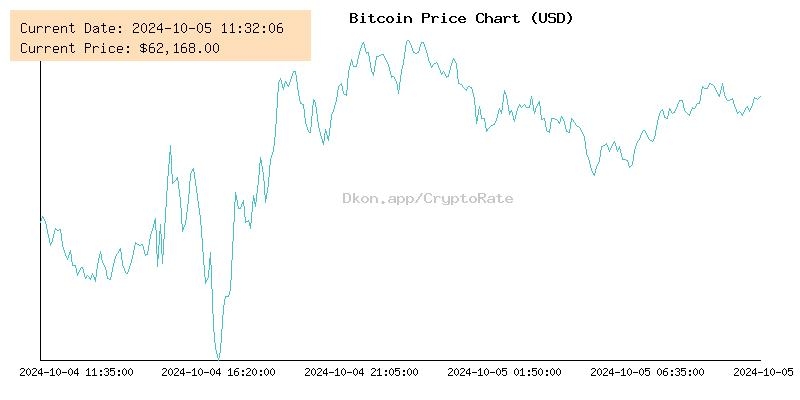 Bitcoin Price Chart (USD)
Current Date: 2024-10-05 11:32:06
Current Price: $62,168.00
Dkon.app/CryptoRate
2024-10-04 11:35:00 2024-10-04 16:20:00 2024-10-04 21:05:00 2024-10-05 01:50:00 2024-10-05 06:35:00 2024-10-05